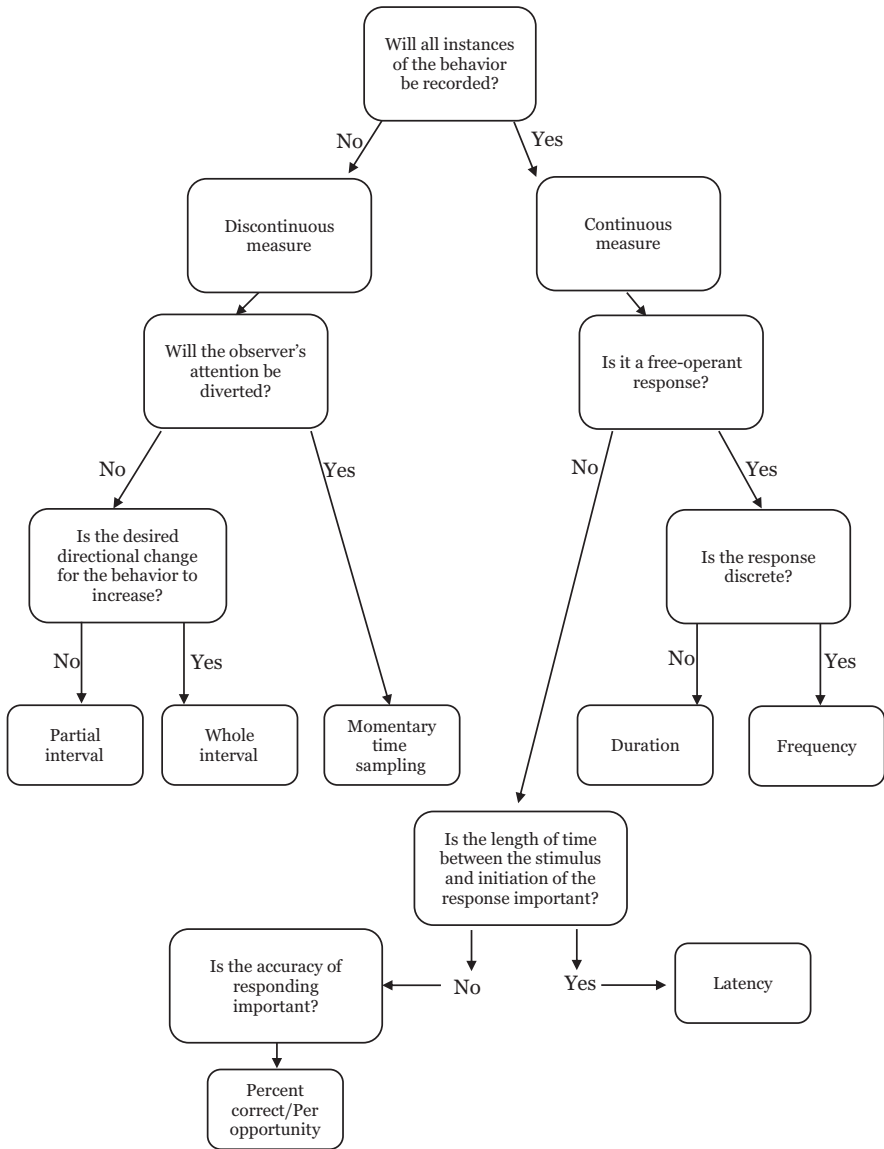 Will all instances
of the behavior
be recorded?
No
Yes
Discontinuous
measure
Continuous
measure
Will the observer's
attention be
diverted?
Is it a free-operant
response?
No
Yes
No
Yes
Is the desired
directional change
for the behavior to
increase?
Is the response
discrete?
No
Yes
No
Yes
Partial
interval
Whole
interval
Momentary
time
sampling
Duration
Frequency
Is the length of time
between the stimulus
and initiation of the
response important?
Is the accuracy of
responding
important?
No
Yes
Latency
Percent
correct/Per
opportunity